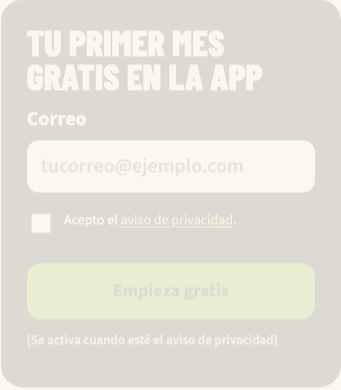 TU PRIMER MES
GRATIS EN LA APP
Correo
tucorreo@ejemplo.com
Acepto el aviso de privacidad.
Empieza gratis
[Se activa cuando esté el aviso de privacidad]